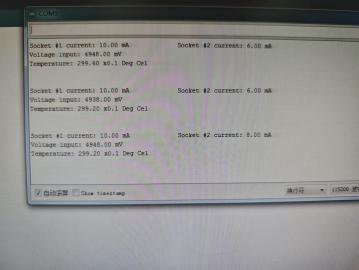 COM5
Socket #1 current: 10.00 mA Socket #2 current: 6.00 mA
Voltage input: 4948.00 mV
Temperature: 299.40 x0.1 Deg Cel
Socket #1 current: 10.00 mA Socket #2 current: 6.00 mA
Voltage input: 4938.00 mV
Temperature: 299.20 x0.1 Deg Cel
Socket #1 current: 10.00 mA Socket #2 current: 8.00 mA
Voltage input: 4948.00 mV
Temperature: 299.20 x0.1 Deg Cel
自动滚屏 Show timestamp 换行符 115200